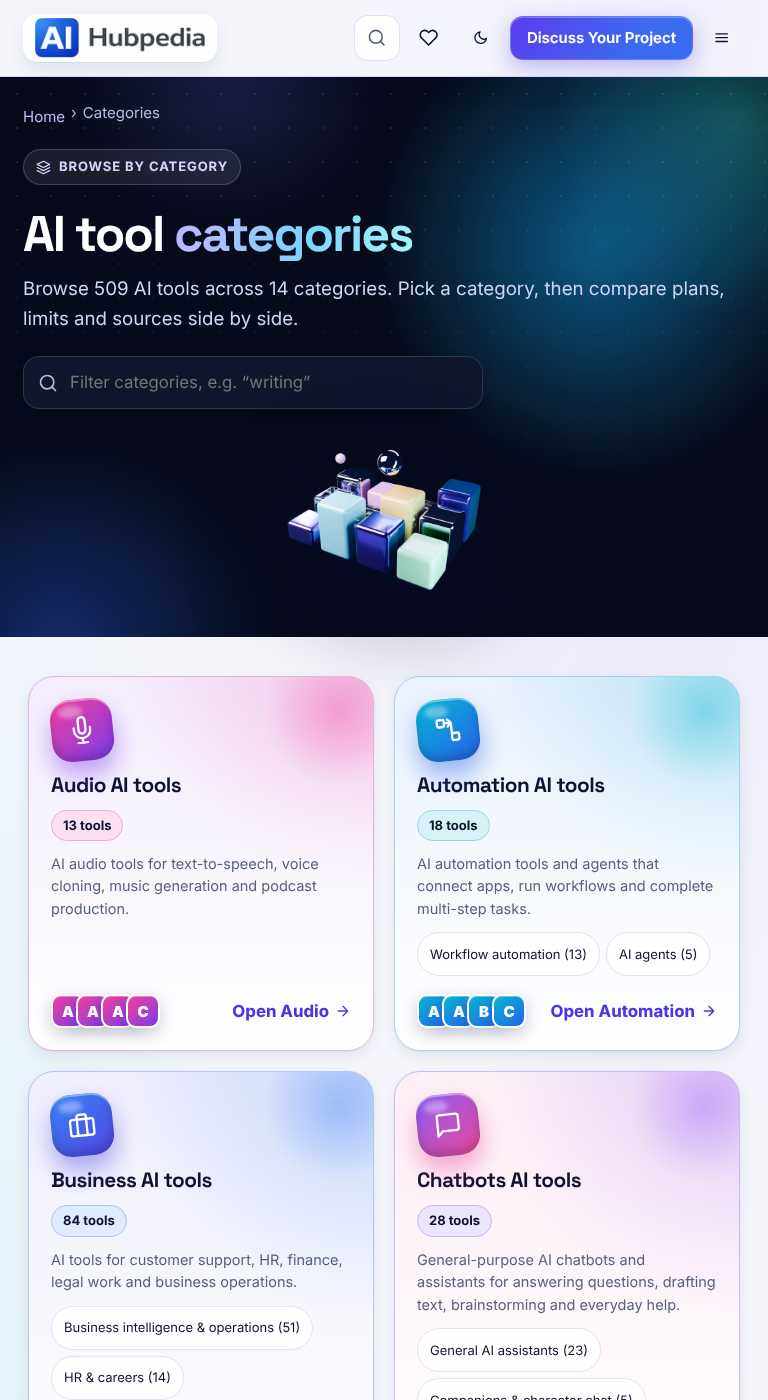 AI Hubpedia
Discuss Your Project
Home › Categories
BROWSE BY CATEGORY
AI tool categories
Browse 509 AI tools across 14 categories. Pick a category, then compare plans,
limits and sources side by side.
Filter categories, e.g. “writing”
Audio AI tools
13 tools
AI audio tools for text-to-speech, voice
cloning, music generation and podcast
production.
A A A C
Open Audio →
Automation AI tools
18 tools
AI automation tools and agents that
connect apps, run workflows and complete
multi-step tasks.
Workflow automation (13)
AI agents (5)
A A B C
Open Automation →
Business AI tools
84 tools
AI tools for customer support, HR, finance,
legal work and business operations.
Business intelligence & operations (51)
HR & careers (14)
Chatbots AI tools
28 tools
General-purpose AI chatbots and
assistants for answering questions, drafting
text, brainstorming and everyday help.
General AI assistants (23)
Companions & character chat (5)